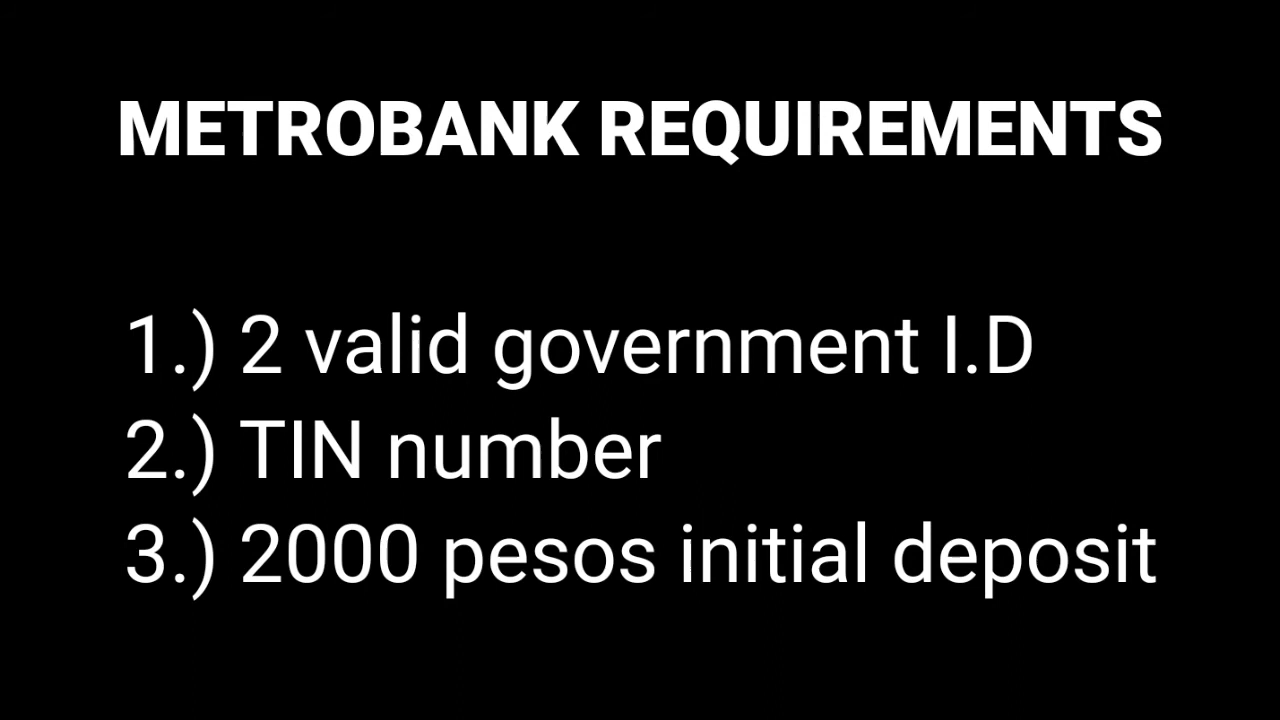 METROBANK REQUIREMENTS
1.) 2 valid government I.D
2.) TIN number
3.) 2000 pesos initial deposit